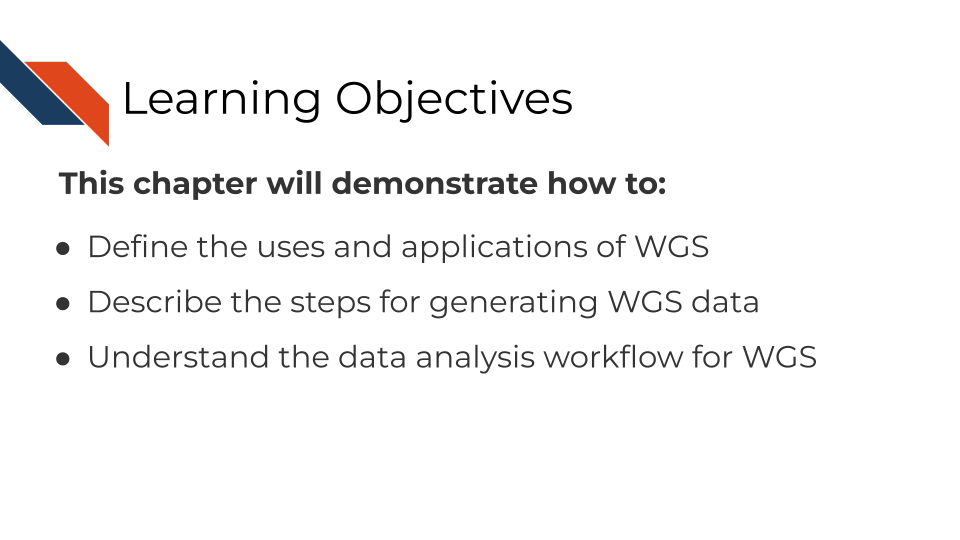 Learning Objectives
This chapter will demonstrate how to:
● Define the uses and applications of WGS
● Describe the steps for generating WGS data
● Understand the data analysis workflow for WGS